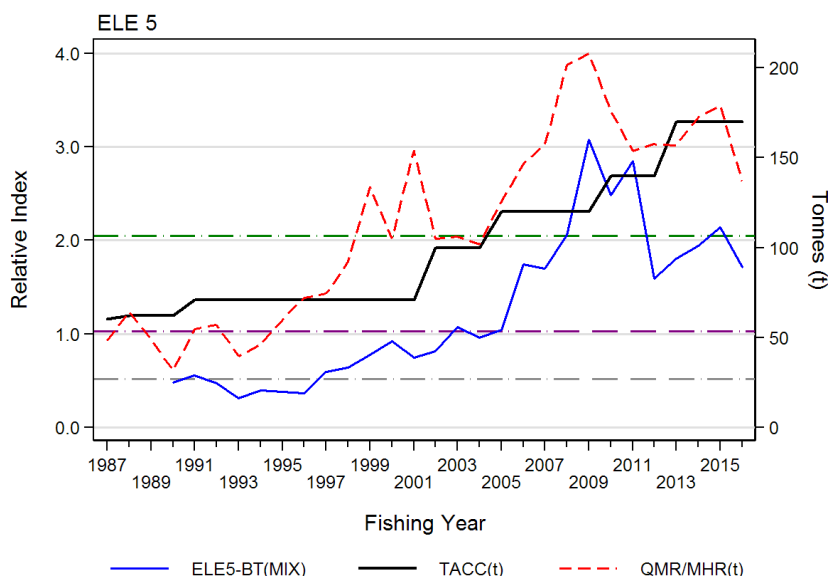 ELE 5
4.0
3.0
2.0
1.0
0.0
Relative Index
200
150
100
50
0
Tonnes (t)
1987 1991 1995 1999 2003 2007 2011 2015
1989 1993 1997 2001 2005 2009 2013
Fishing Year
ELE5-BT(MIX) TACC(t) QMR/MHR(t)